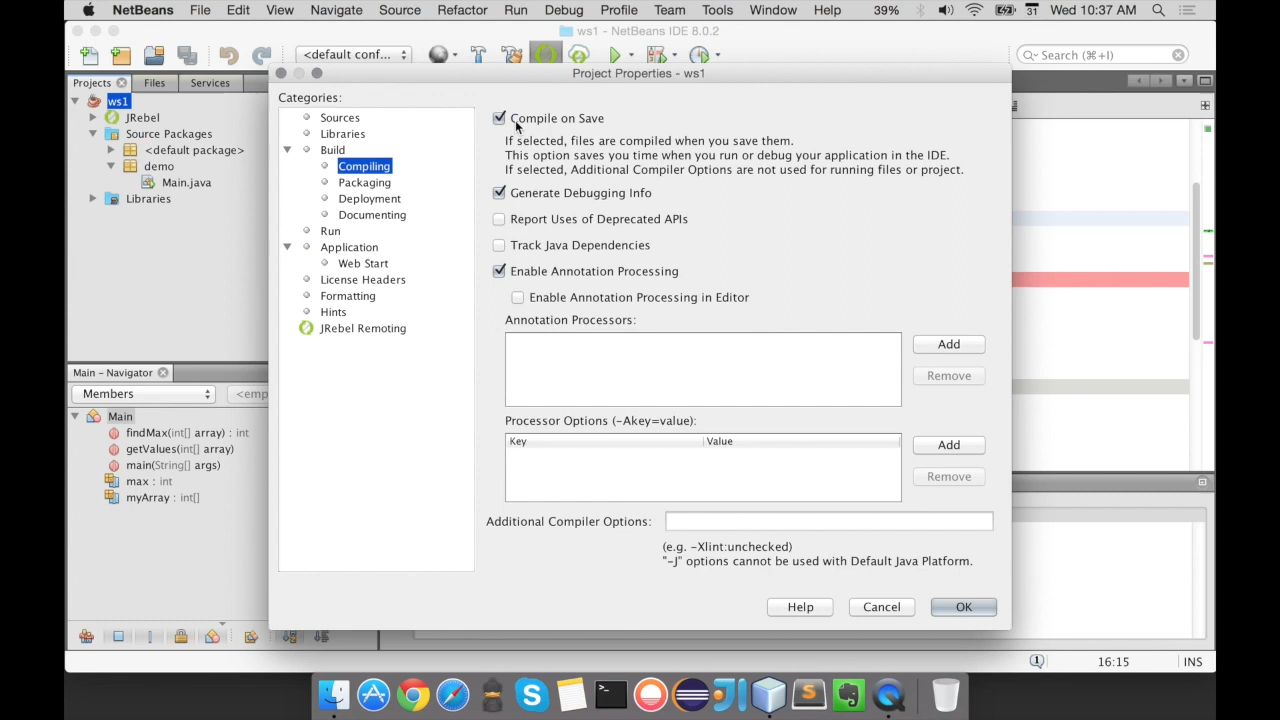 NetBeans File Edit View Navigate Source Refactor Run Debug Profile Team Tools Window Help 39% 31 Wed 10:37 AM
ws1 - NetBeans IDE 8.0.2
<default conf... Search (⌘+I)
Projects Files Services
Project Properties - ws1
ws1
JRebel
Source Packages
<default package>
demo
Main.java
Libraries
Main - Navigator
Members <emp
Main
findMax(int[] array) : int
getValues(int[] array)
main(String[] args)
max : int
myArray : int[]
Categories:
Sources
Libraries
Build
Compiling
Packaging
Deployment
Documenting
Run
Application
Web Start
License Headers
Formatting
Hints
JRebel Remoting
Compile on Save
If selected, files are compiled when you save them.
This option saves you time when you run or debug your application in the IDE.
If selected, Additional Compiler Options are not used for running files or project.
Generate Debugging Info
Report Uses of Deprecated APIs
Track Java Dependencies
Enable Annotation Processing
Enable Annotation Processing in Editor
Annotation Processors:
Add
Remove
Processor Options (-Akey=value):
Key Value
Add
Remove
Additional Compiler Options:
(e.g. -Xlint:unchecked)
"-J" options cannot be used with Default Java Platform.
Help Cancel OK
1 16:15 INS